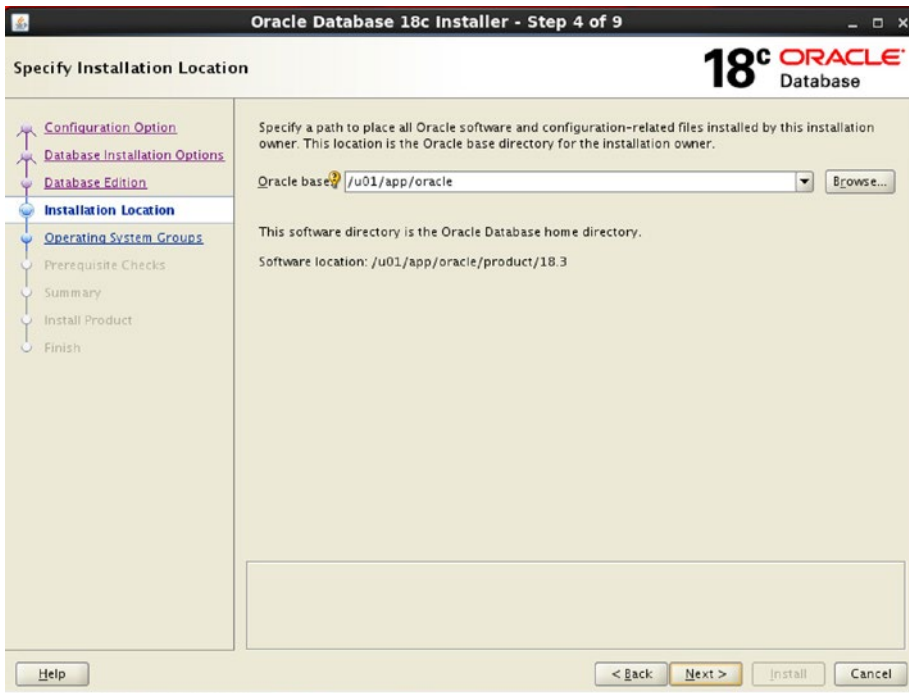 Oracle Database 18c Installer - Step 4 of 9
Specify Installation Location
18c ORACLE
Database
Configuration Option
Database Installation Options
Database Edition
Installation Location
Operating System Groups
Prerequisite Checks
Summary
Install Product
Finish
Specify a path to place all Oracle software and configuration-related files installed by this installation
owner. This location is the Oracle base directory for the installation owner.
Oracle base /u01/app/oracle Browse...
This software directory is the Oracle Database home directory.
Software location: /u01/app/oracle/product/18.3
Help < Back Next > Install Cancel